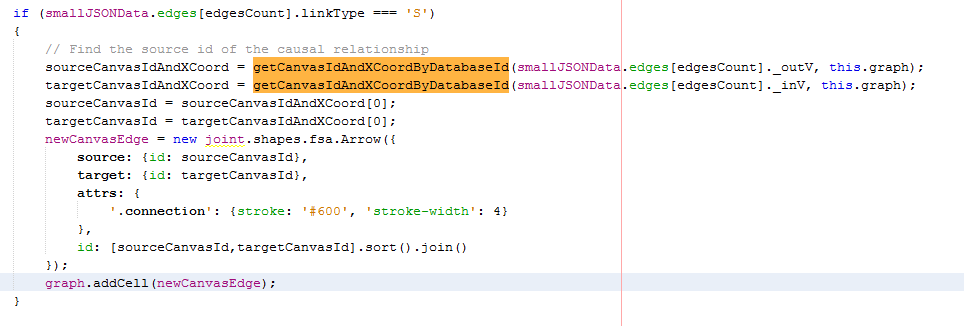 if (smallJSONData.edges[edgesCount].linkType === 'S')
{
    // Find the source id of the causal relationship
    sourceCanvasIdAndXCoord = getCanvasIdAndXCoordByDatabaseId(smallJSONData.edges[edgesCount]._outV, this.graph);
    targetCanvasIdAndXCoord = getCanvasIdAndXCoordByDatabaseId(smallJSONData.edges[edgesCount]._inV, this.graph);
    sourceCanvasId = sourceCanvasIdAndXCoord[0];
    targetCanvasId = targetCanvasIdAndXCoord[0];
    newCanvasEdge = new joint.shapes.fsa.Arrow({
        source: {id: sourceCanvasId},
        target: {id: targetCanvasId},
        attrs: {
            '.connection': {stroke: '#600', 'stroke-width': 4}
        },
        id: [sourceCanvasId,targetCanvasId].sort().join()
    });
    graph.addCell(newCanvasEdge);
}